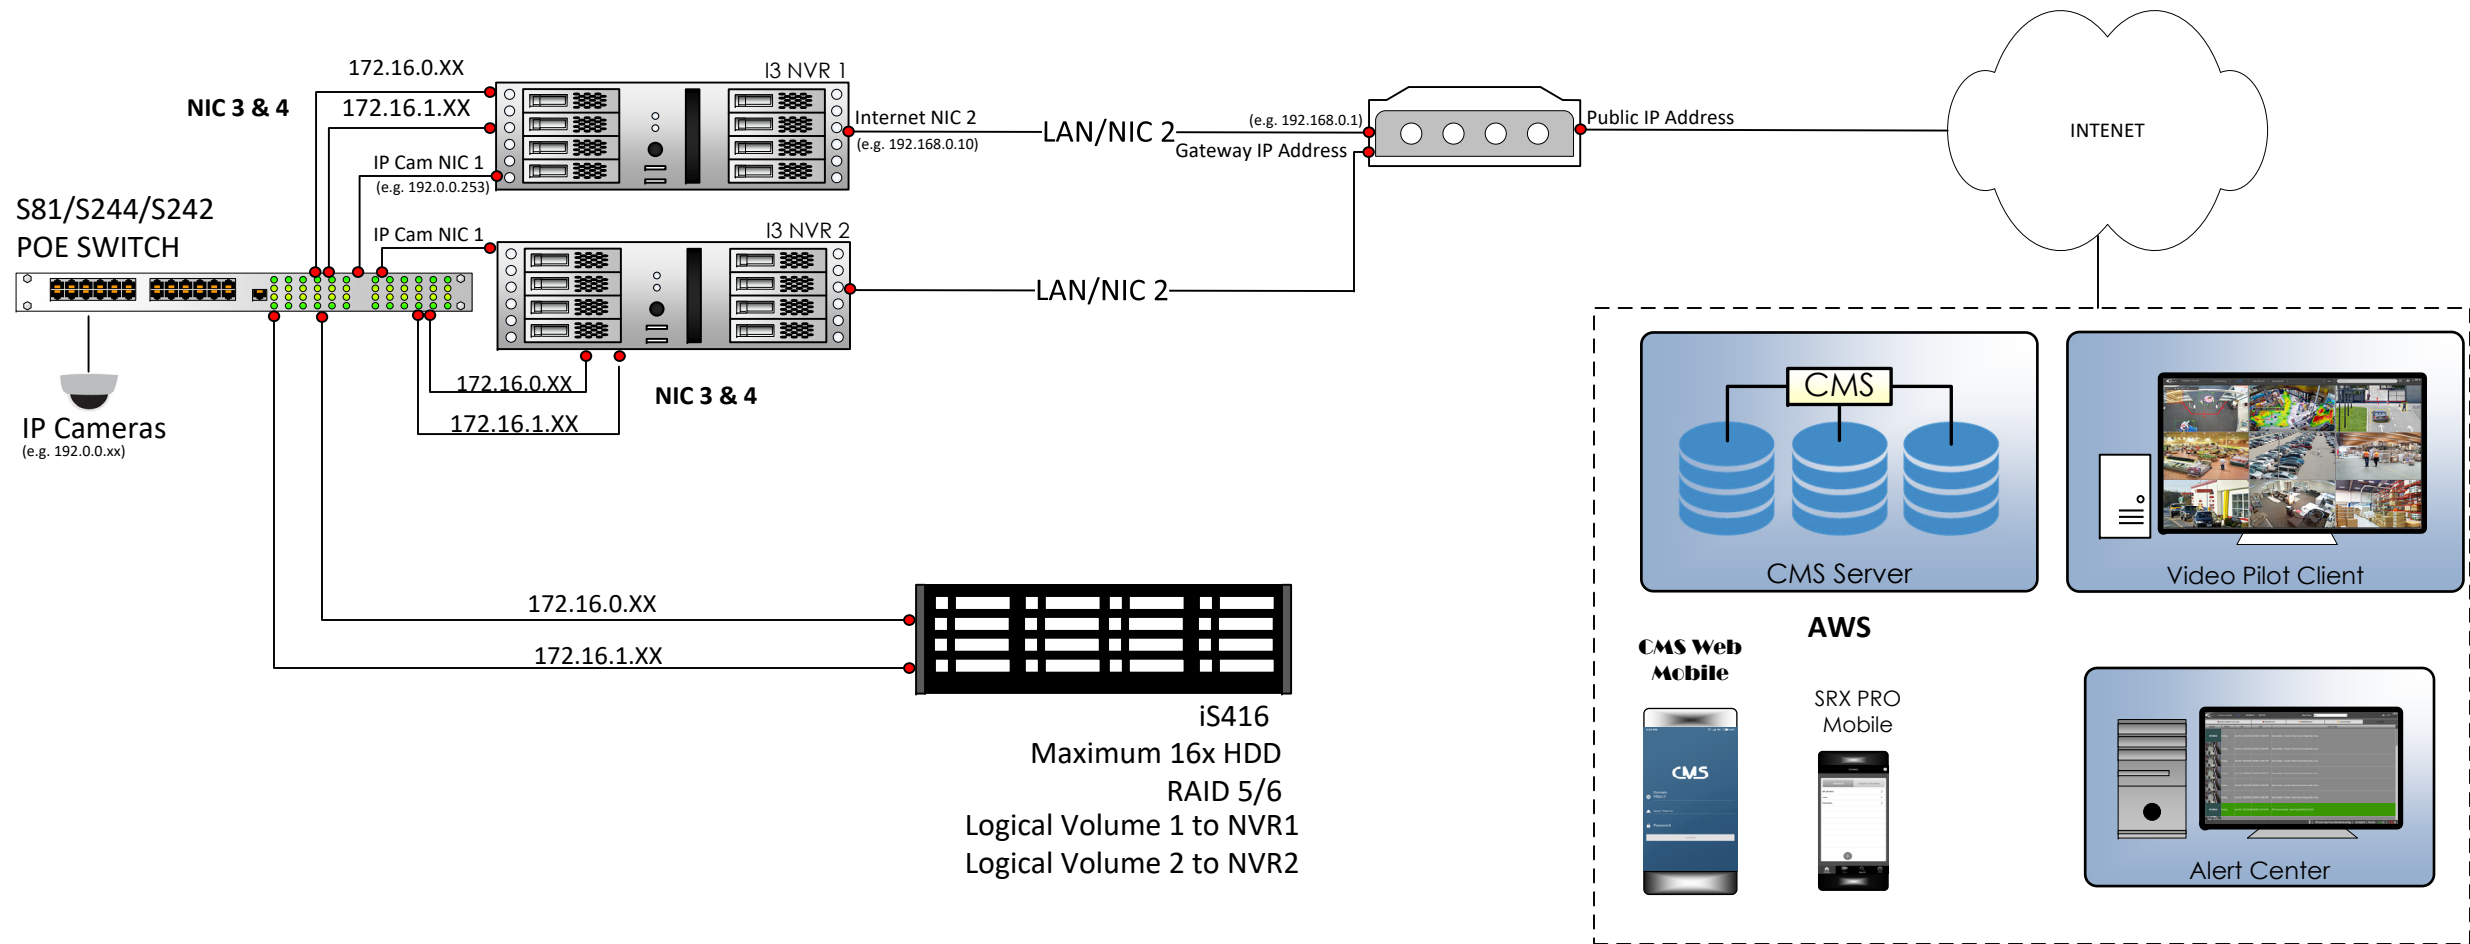 172.16.0.XX
I3 NVR 1
NIC 3 & 4
172.16.1.XX
Internet NIC 2
(e.g. 192.168.0.10)
LAN/NIC 2
(e.g. 192.168.0.1)
Gateway IP Address
Public IP Address
INTENET
IP Cam NIC 1
(e.g. 192.0.0.253)
S81/S244/S242
POE SWITCH
IP Cam NIC 1
I3 NVR 2
LAN/NIC 2
172.16.0.XX
NIC 3 & 4
172.16.1.XX
IP Cameras
(e.g. 192.0.0.xx)
172.16.0.XX
172.16.1.XX
iS416
Maximum 16x HDD
RAID 5/6
Logical Volume 1 to NVR1
Logical Volume 2 to NVR2
CMS
CMS Server
Video Pilot Client
AWS
CMS Web
Mobile
CMS
SRX PRO
Mobile
Alert Center